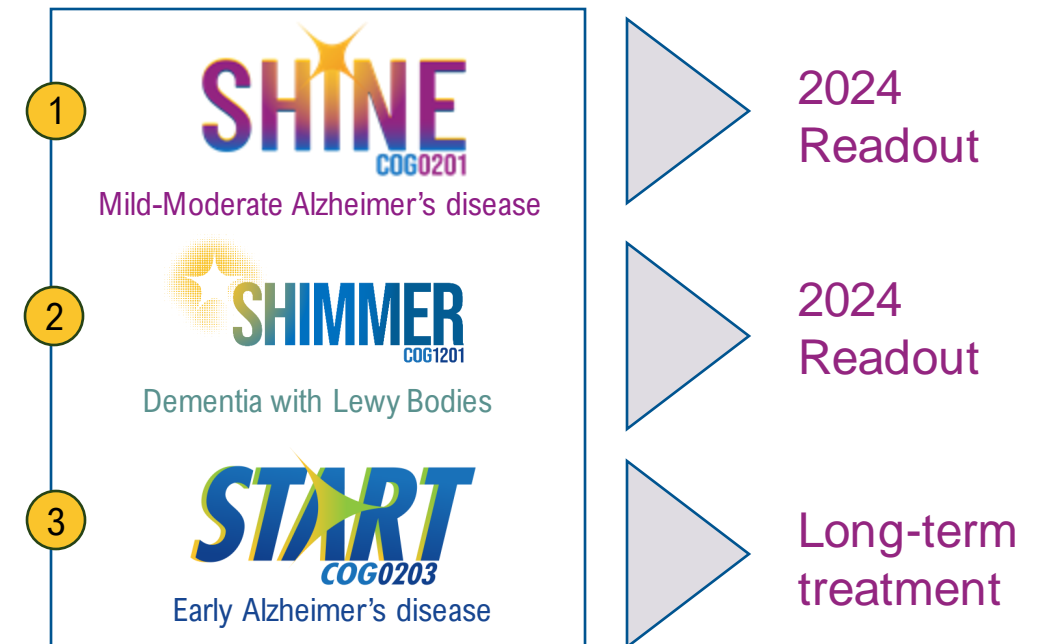 1
SHINE
COG0201
Mild-Moderate Alzheimer's disease
2024
Readout
2
SHIMMER
COG1201
Dementia with Lewy Bodies
2024
Readout
3
START
COG0203
Early Alzheimer's disease
Long-term
treatment